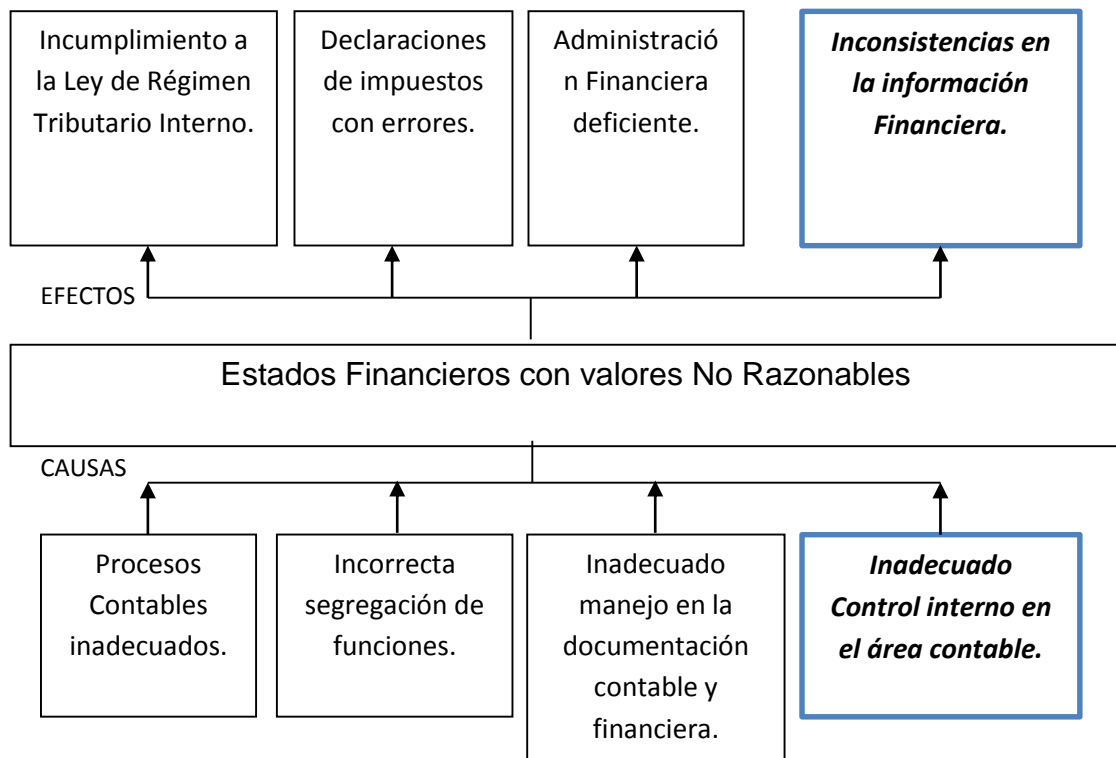 Incumplimiento a
la Ley de Régimen
Tributario Interno.
Declaraciones
de impuestos
con errores.
Administració
n Financiera
deficiente.
Inconsistencias en
la información
Financiera.
EFECTOS
Estados Financieros con valores No Razonables
CAUSAS
Procesos
Contables
inadecuados.
Incorrecta
segregación de
funciones.
Inadecuado
manejo en la
documentación
contable y
financiera.
Inadecuado
Control interno en
el área contable.